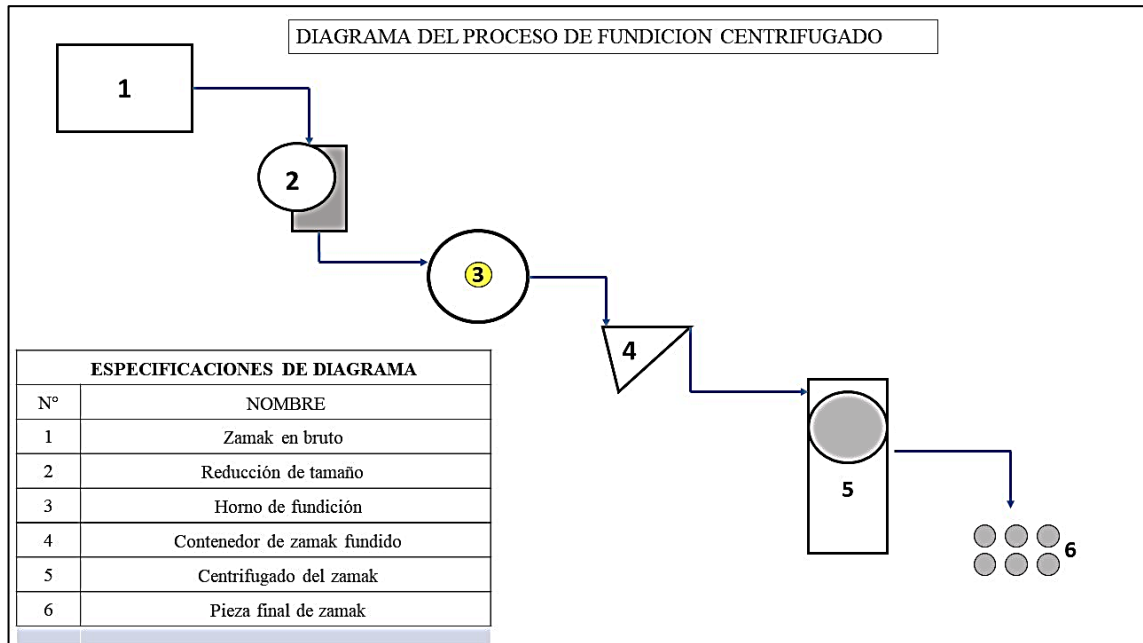 DIAGRAMA DEL PROCESO DE FUNDICION CENTRIFUGADO
1
2
3
4
5
6
ESPECIFICACIONES DE DIAGRAMA
N° NOMBRE
1 Zamak en bruto
2 Reducción de tamaño
3 Horno de fundición
4 Contenedor de zamak fundido
5 Centrifugado del zamak
6 Pieza final de zamak